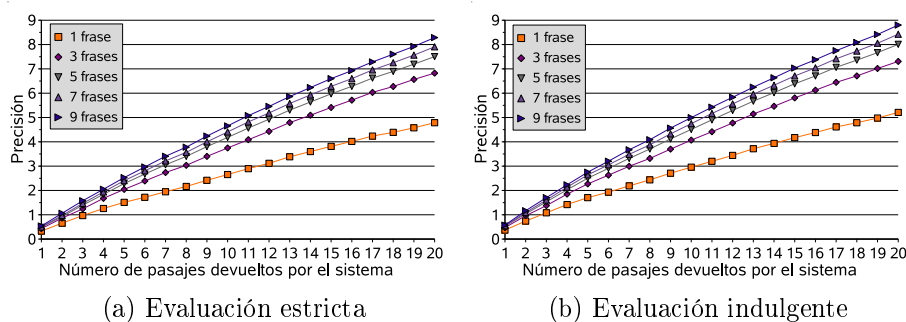 9
8
7
6
5
4
3
2
1
0
Precisión
1 frase
3 frases
5 frases
7 frases
9 frases
1 2 3 4 5 6 7 8 9 10 11 12 13 14 15 16 17 18 19 20
Número de pasajes devueltos por el sistema
(a) Evaluación estricta
9
8
7
6
5
4
3
2
1
0
Precisión
1 frase
3 frases
5 frases
7 frases
9 frases
1 2 3 4 5 6 7 8 9 10 11 12 13 14 15 16 17 18 19 20
Número de pasajes devueltos por el sistema
(b) Evaluación indulgente